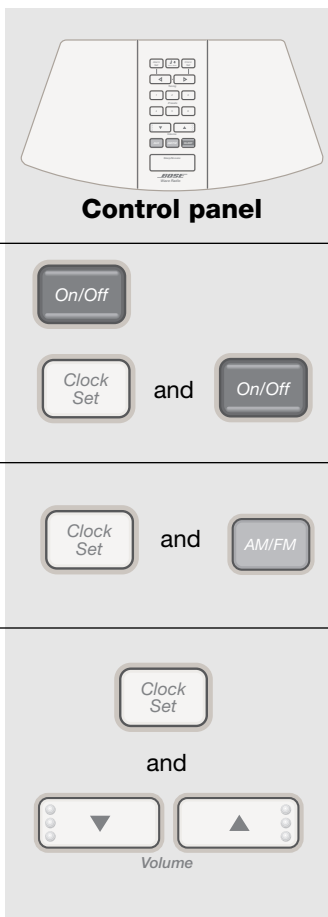 BOSE
Control panel
On/Off
Clock
Set
and
On/Off
Clock
Set
and
AM/FM
Clock
Set
and
Volume